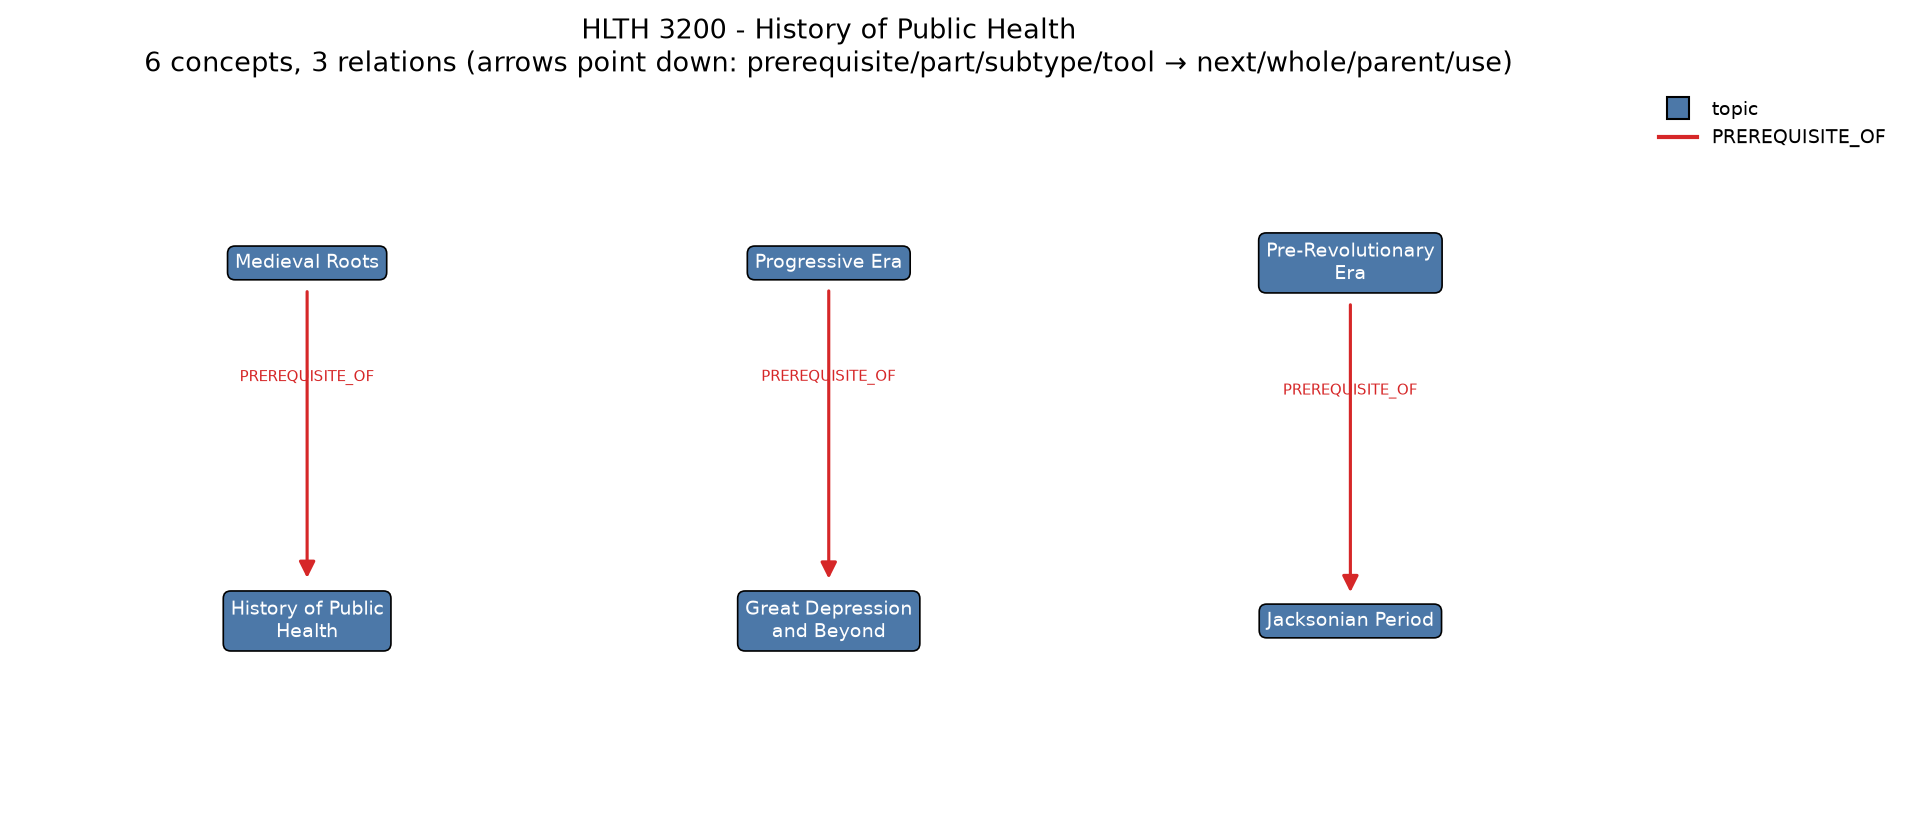 HLTH 3200 - History of Public Health
6 concepts, 3 relations (arrows point down: prerequisite/part/subtype/tool → next/whole/parent/use)
topic
PREREQUISITE_OF
Medieval Roots
Progressive Era
Pre-Revolutionary
Era
PREREQUISITE_OF
PREREQUISITE_OF
PREREQUISITE_OF
History of Public
Health
Great Depression
and Beyond
Jacksonian Period